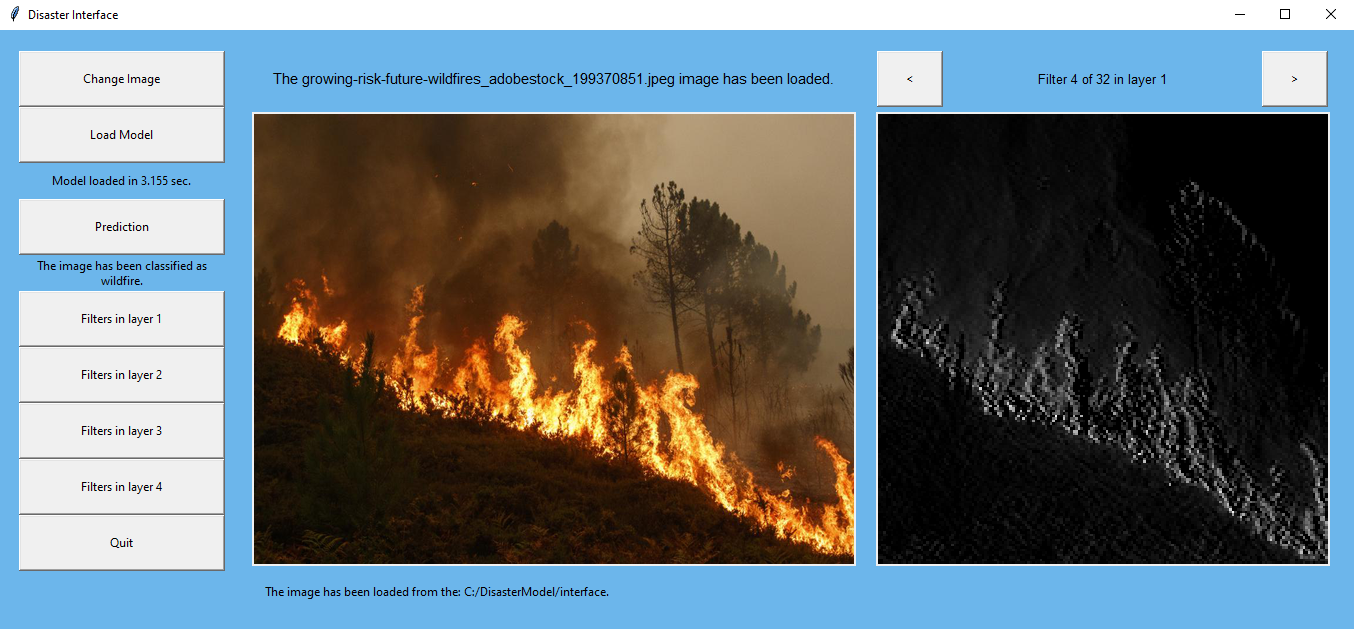 Disaster Interface
Change Image
Load Model
Model loaded in 3.155 sec.
Prediction
The image has been classified as
wildfire.
Filters in layer 1
Filters in layer 2
Filters in layer 3
Filters in layer 4
Quit
The growing-risk-future-wildfires_adobestock_199370851.jpeg image has been loaded.
The image has been loaded from the: C:/DisasterModel/interface.
<
Filter 4 of 32 in layer 1
>